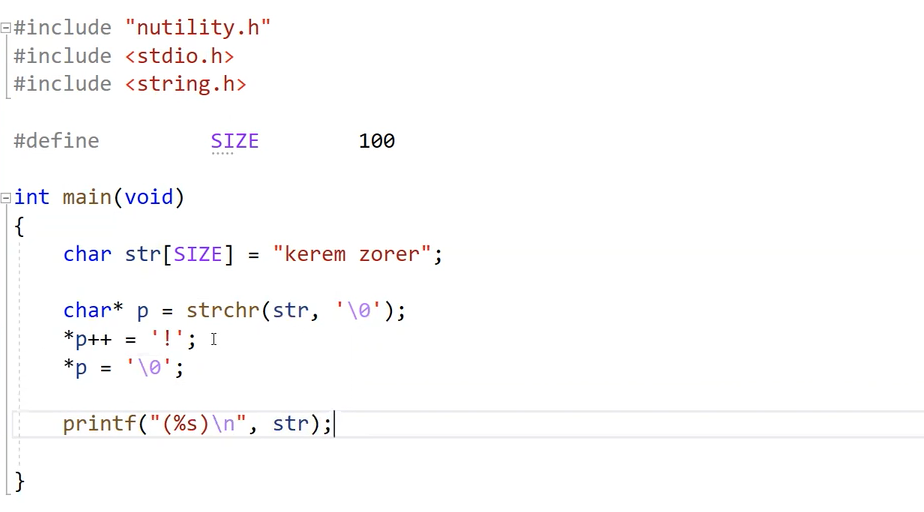 #include "nutility.h"
#include <stdio.h>
#include <string.h>
#define SIZE 100
int main(void)
{
char str[SIZE] = "kerem zorer";
char* p = strchr(str, '\0');
*p++ = '!';
*p = '\0';
printf("(%s)\n", str);
}